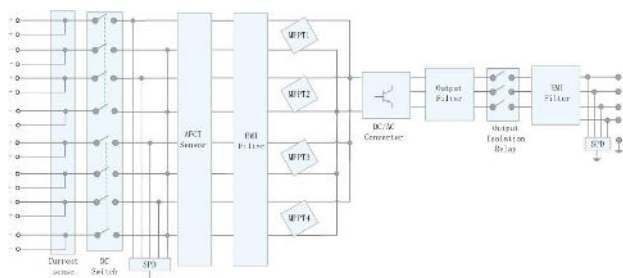 MPPT1
MPPT2
MPPT3
MPPT4
AFCI
Sensor
EMI
Filter
DC/AC
Converter
Output
Filter
Output
Isolation
Relay
EMI
Filter
SPD
Current
sense
DC
Switch
SPD